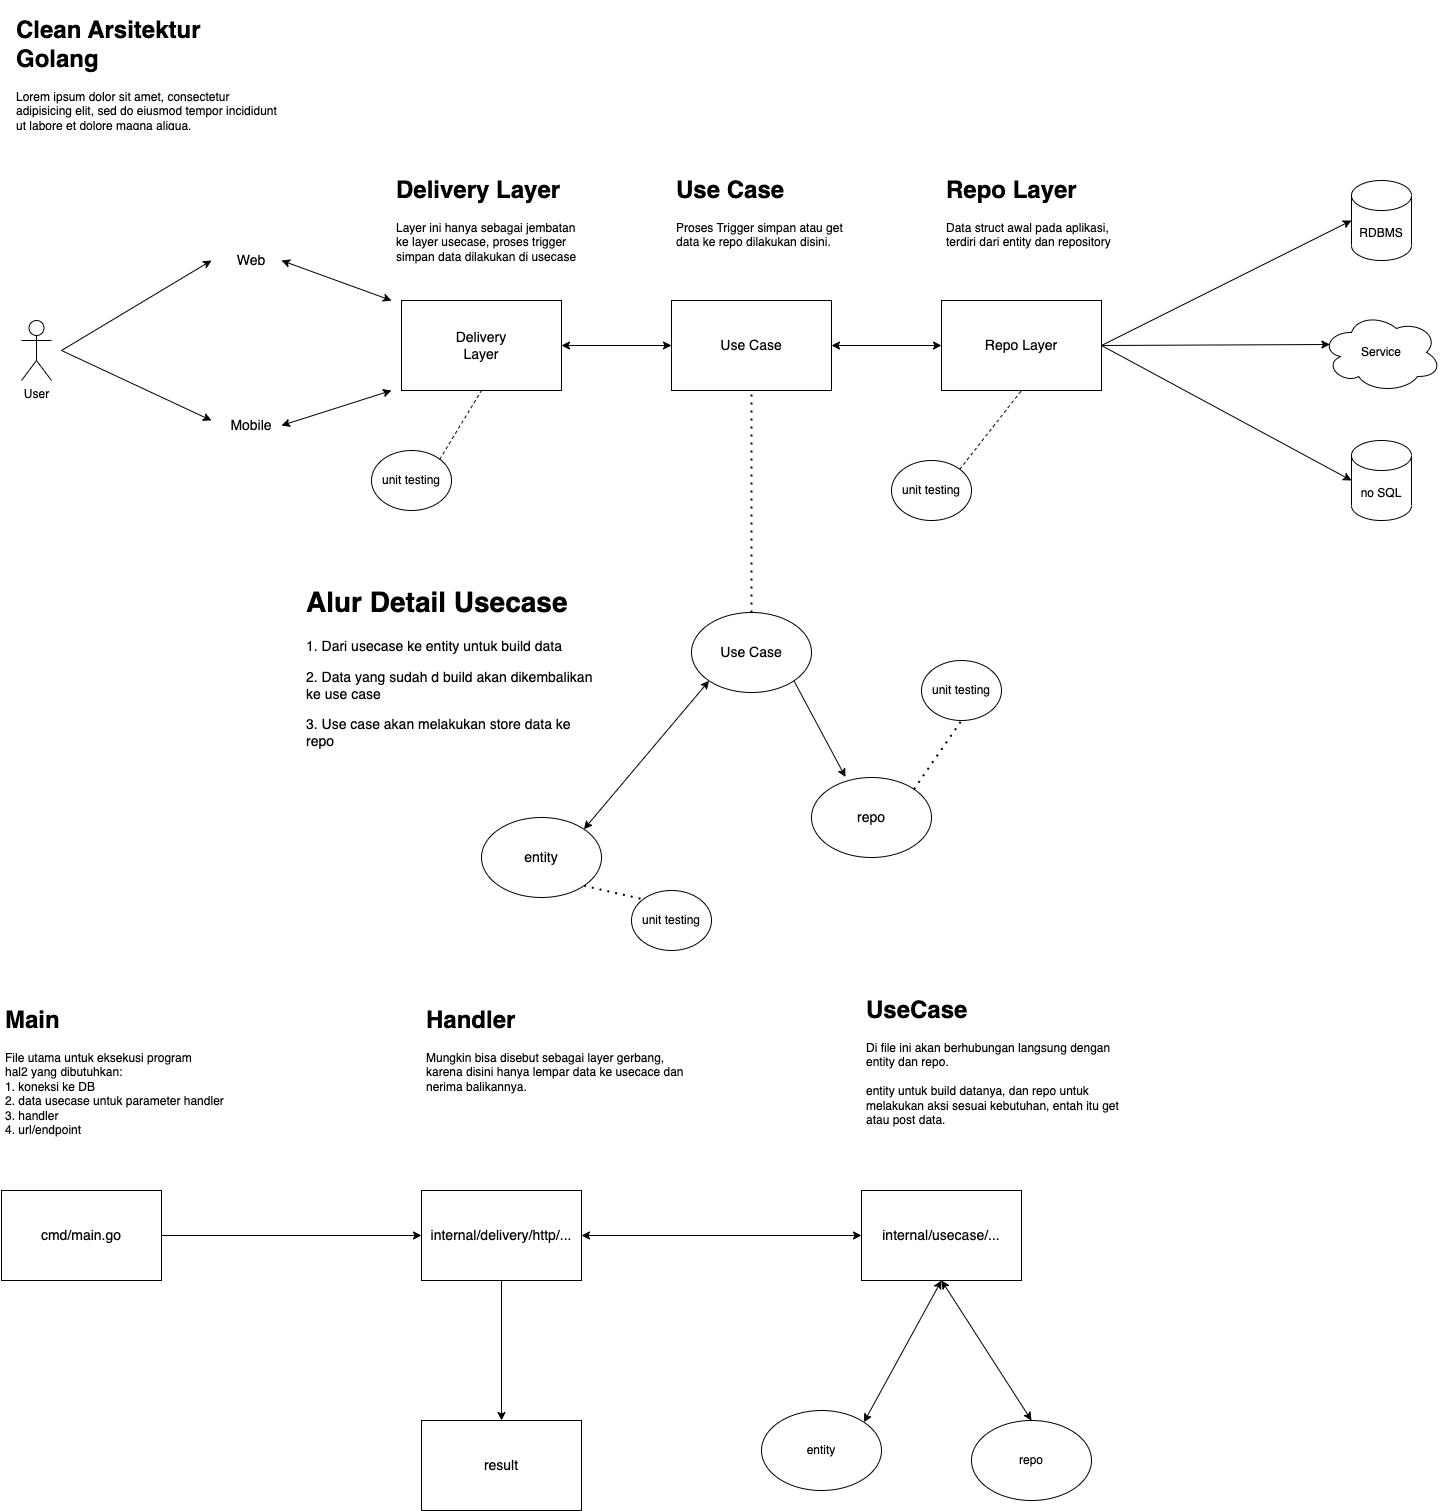 Clean Arsitektur
Golang
Lorem ipsum dolor sit amet, consectetur
adipisicing elit, sed do eiusmod tempor incididunt
ut labore et dolore magna aliqua.
Delivery Layer
Layer ini hanya sebagai jembatan
ke layer usecase, proses trigger
simpan data dilakukan di usecase
Use Case
Proses Trigger simpan atau get
data ke repo dilakukan disini.
Repo Layer
Data struct awal pada aplikasi,
terdiri dari entity dan repository
RDBMS
Web
User
Mobile
Delivery
Layer
Use Case
Repo Layer
Service
unit testing
unit testing
no SQL
Alur Detail Usecase
1. Dari usecase ke entity untuk build data
2. Data yang sudah d build akan dikembalikan
ke use case
3. Use case akan melakukan store data ke
repo
Use Case
unit testing
repo
entity
unit testing
Main
File utama untuk eksekusi program
hal2 yang dibutuhkan:
1. koneksi ke DB
2. data usecase untuk parameter handler
3. handler
4. url/endpoint
Handler
Mungkin bisa disebut sebagai layer gerbang,
karena disini hanya lempar data ke usecace dan
nerima balikannya.
UseCase
Di file ini akan berhubungan langsung dengan
entity dan repo.
entity untuk build datanya, dan repo untuk
melakukan aksi sesuai kebutuhan, entah itu get
atau post data.
cmd/main.go
internal/delivery/http/...
internal/usecase/...
result
entity
repo